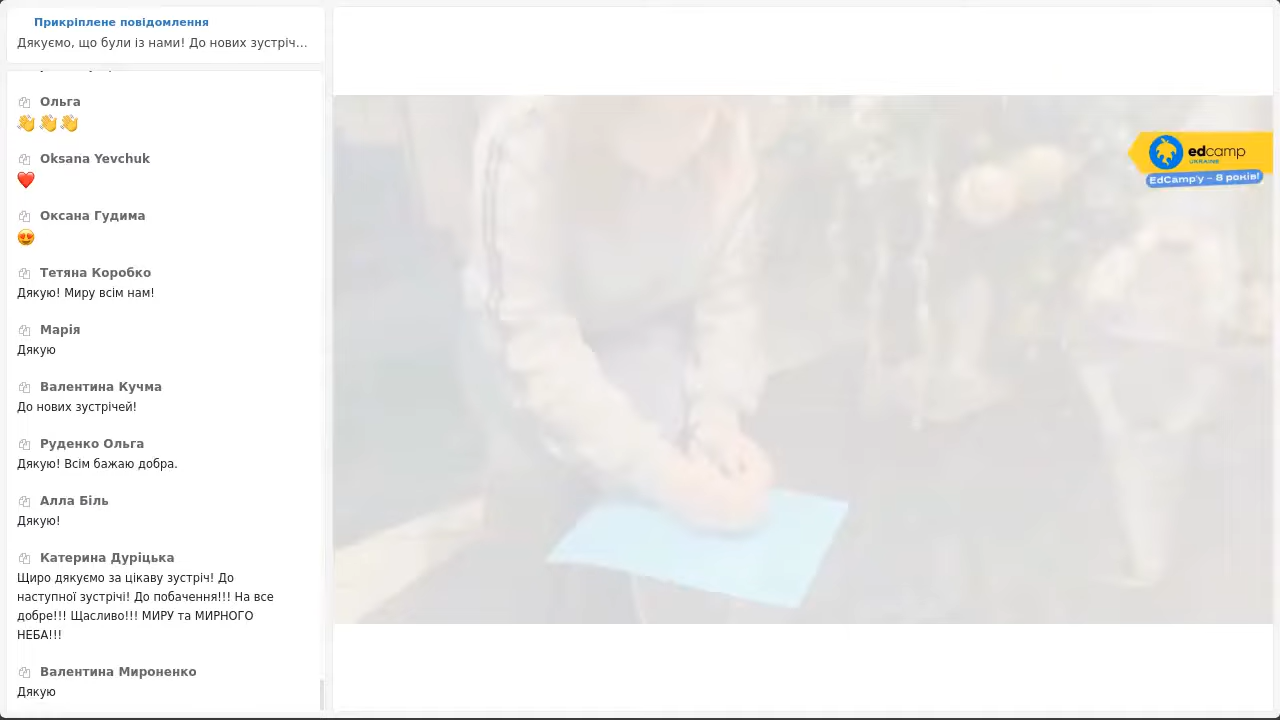 Прикріплене повідомлення
Дякуємо, що були із нами! До нових зустріч…
Ольга
Oksana Yevchuk
Оксана Гудима
Тетяна Коробко
Дякую! Миру всім нам!
Марія
Дякую
Валентина Кучма
До нових зустрічей!
Руденко Ольга
Дякую! Всім бажаю добра.
Алла Біль
Дякую!
Катерина Дуріцька
Щиро дякуємо за цікаву зустріч! До
наступної зустрічі! До побачення!!! На все
добре!!! Щасливо!!! МИРУ та МИРНОГО
НЕБА!!!
Валентина Мироненко
Дякую
edcamp
UKRAINE
EdCamp'у – 8 років!